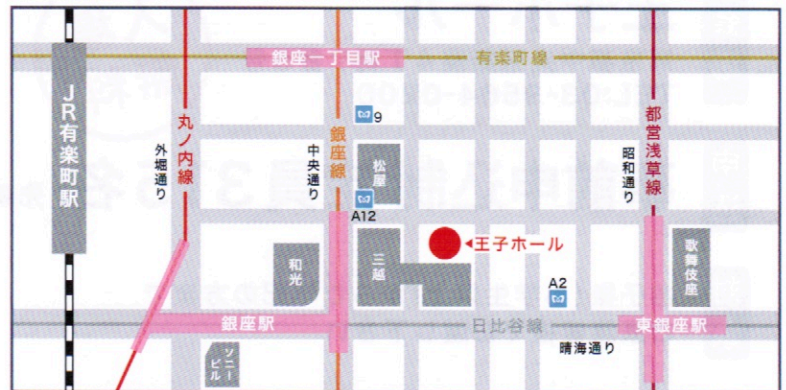 銀座一丁目駅
有楽町線
JR有楽町駅
丸ノ内線
外堀通り
中央通り
銀座線
9
松屋
A12
都営浅草線
昭和通り
王子ホール
和光
三越
歌舞伎座
A2
銀座駅
日比谷線
東銀座駅
晴海通り
ソニー
ビル